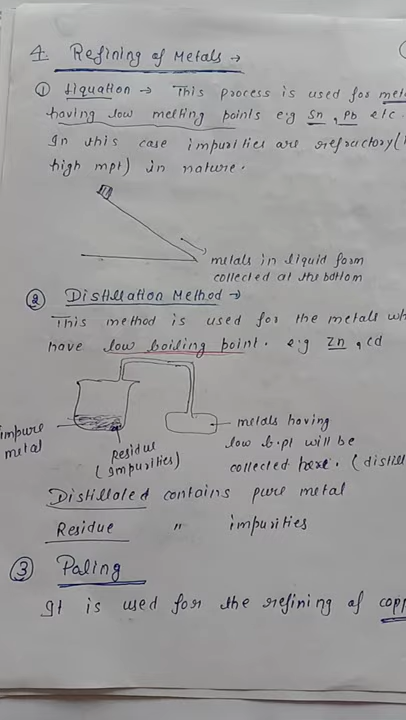 4. Refining of Metals →
① Liquation → This process is used for met
having low melting points e.g Sn, Pb etc.
In this case impurities are refractory (
high mpt) in nature.
metals in liquid form
collected at the bottom
② Distillation Method →
This method is used for the metals wh
have low boiling point. e.g Zn, cd
impure
metal
Residue
(Impurities)
metals having
low b.pt will be
collected here. (distill
Distillated contains pure metal
Residue " impurities
③ Poling
It is used for the refining of copp